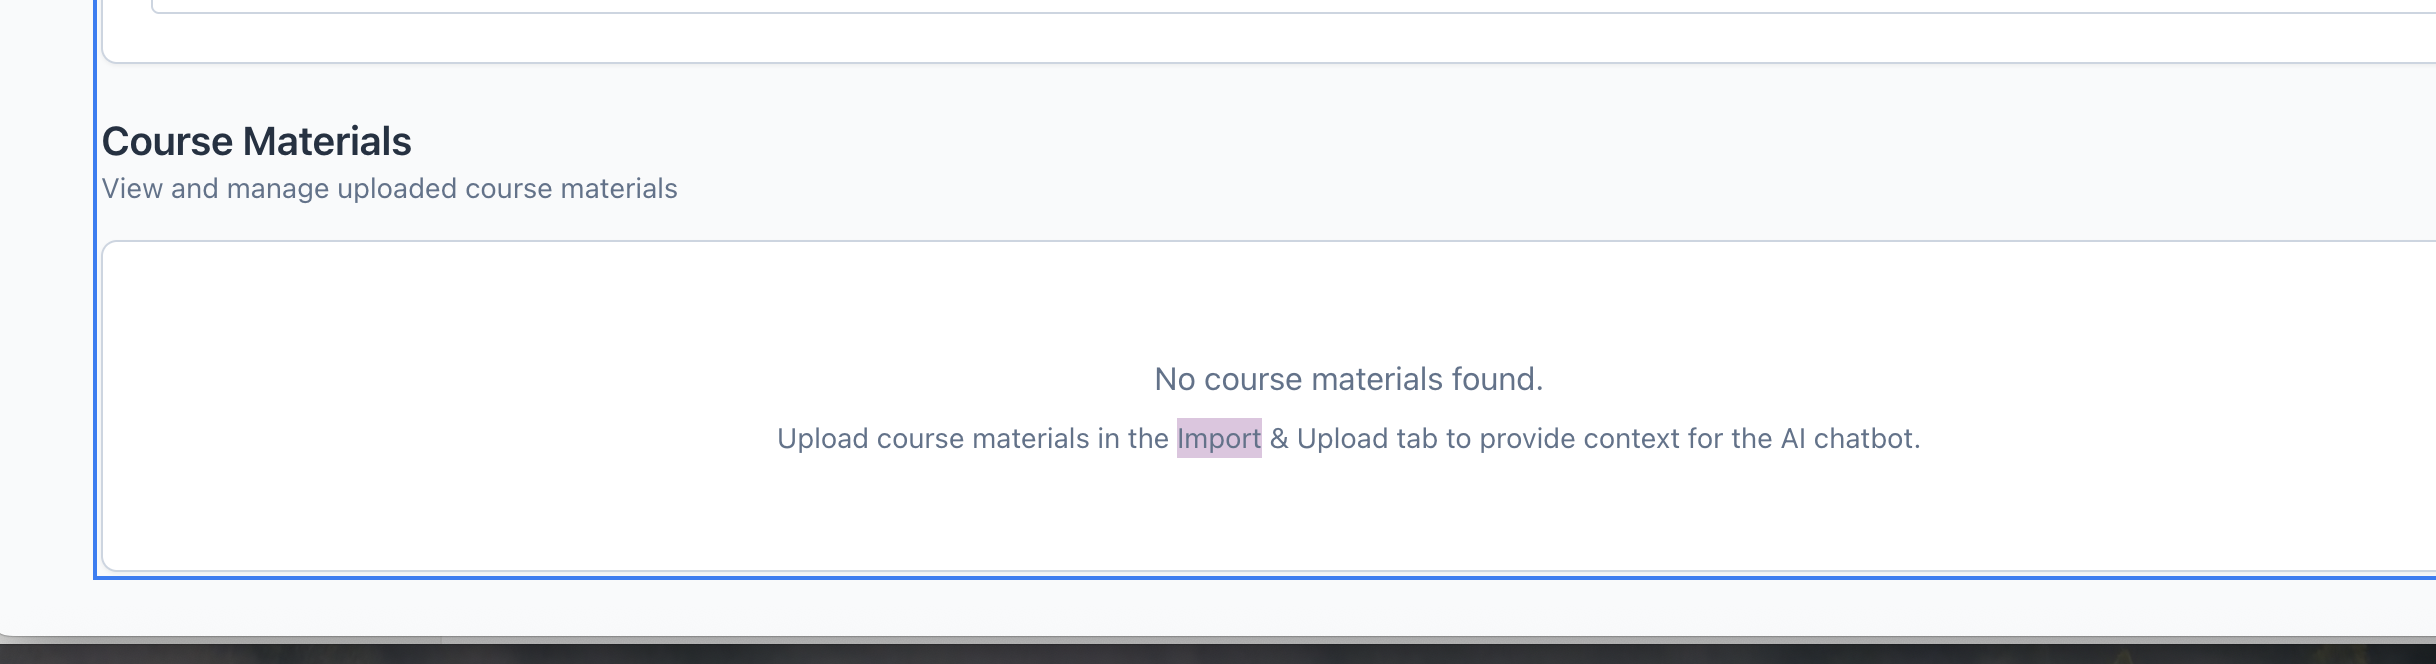 Course Materials
View and manage uploaded course materials
No course materials found.
Upload course materials in the Import & Upload tab to provide context for the AI chatbot.